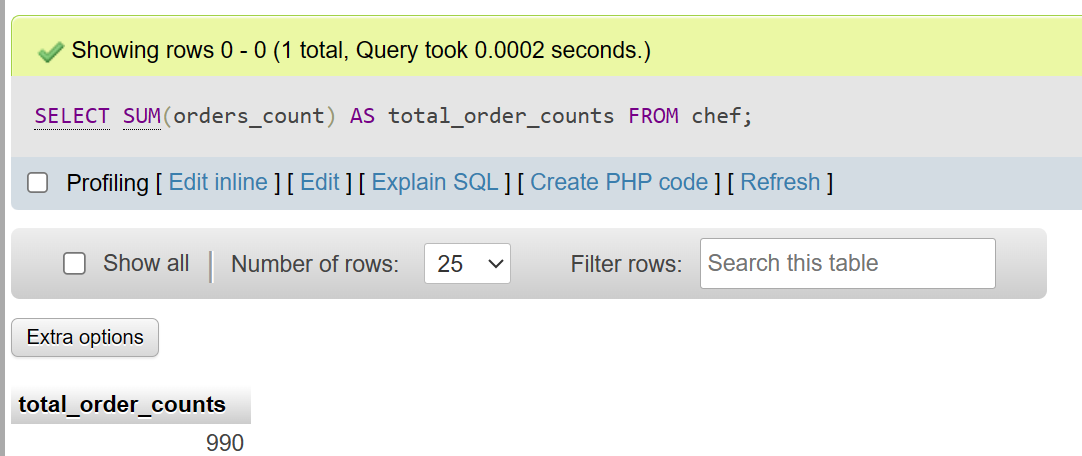 Showing rows 0 - 0 (1 total, Query took 0.0002 seconds.)
SELECT SUM(orders_count) AS total_order_counts FROM chef;
Profiling [ Edit inline ] [ Edit ] [ Explain SQL ] [ Create PHP code ] [ Refresh ]
Show all | Number of rows: 25 Filter rows: Search this table
Extra options
total_order_counts
990